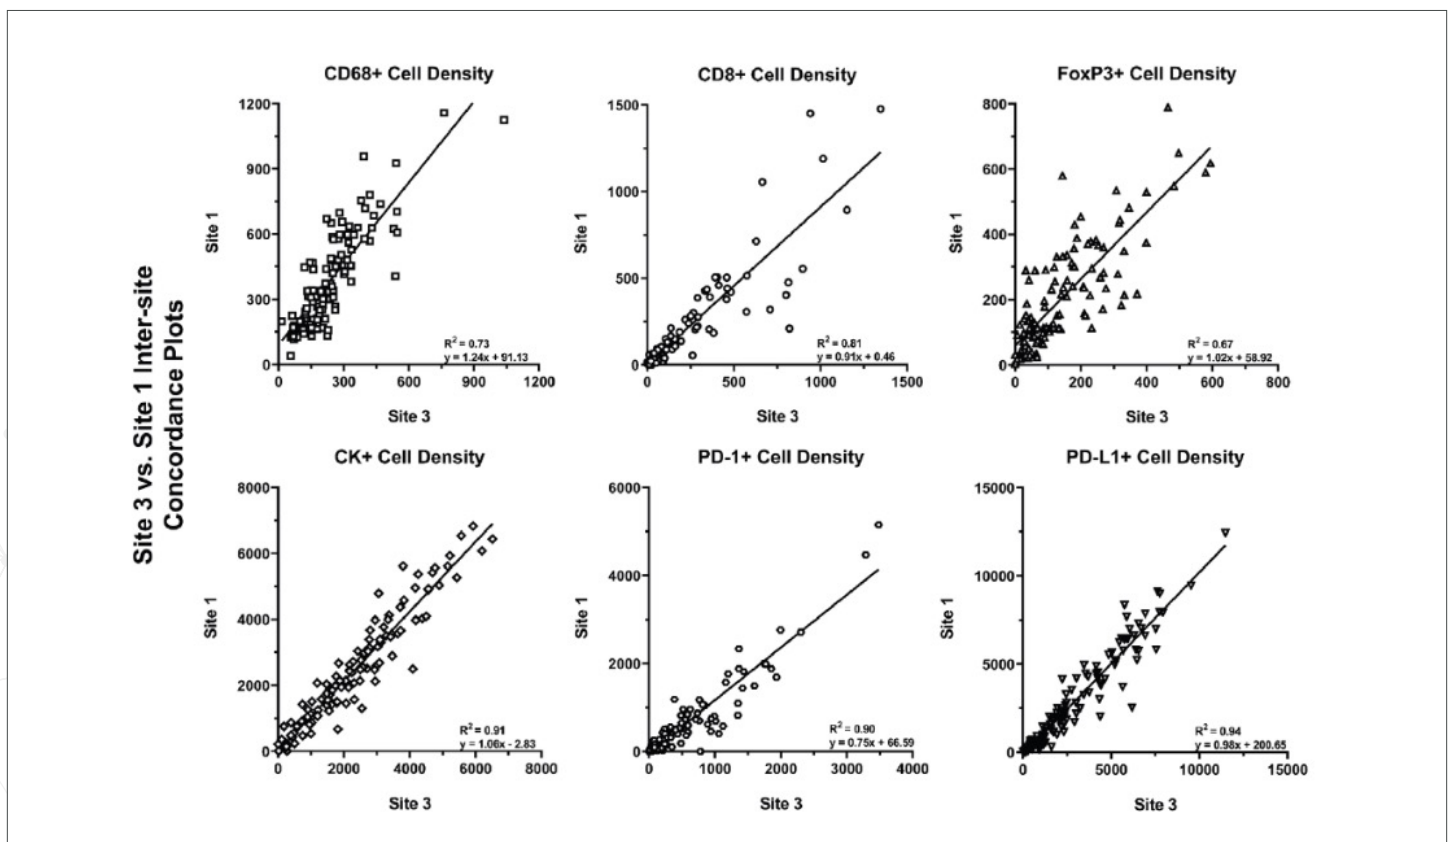 Site 3 vs. Site 1 Inter-site
Concordance Plots
CD68+ Cell Density
1200
900
600
300
0
Site 1
R² = 0.73
y = 1.24x + 91.13
0 300 600 900 1200
Site 3
CD8+ Cell Density
1500
1000
500
0
Site 1
R² = 0.81
y = 0.91x + 0.46
0 500 1000 1500
Site 3
FoxP3+ Cell Density
800
600
400
200
0
Site 1
R² = 0.67
y = 1.02x + 58.92
0 200 400 600 800
Site 3
CK+ Cell Density
8000
6000
4000
2000
0
Site 1
R² = 0.91
y = 1.06x - 2.83
0 2000 4000 6000 8000
Site 3
PD-1+ Cell Density
6000
4000
2000
0
Site 1
R² = 0.90
y = 0.75x + 66.59
0 1000 2000 3000 4000
Site 3
PD-L1+ Cell Density
15000
10000
5000
0
Site 1
R² = 0.94
y = 0.98x + 200.65
0 5000 10000 15000
Site 3